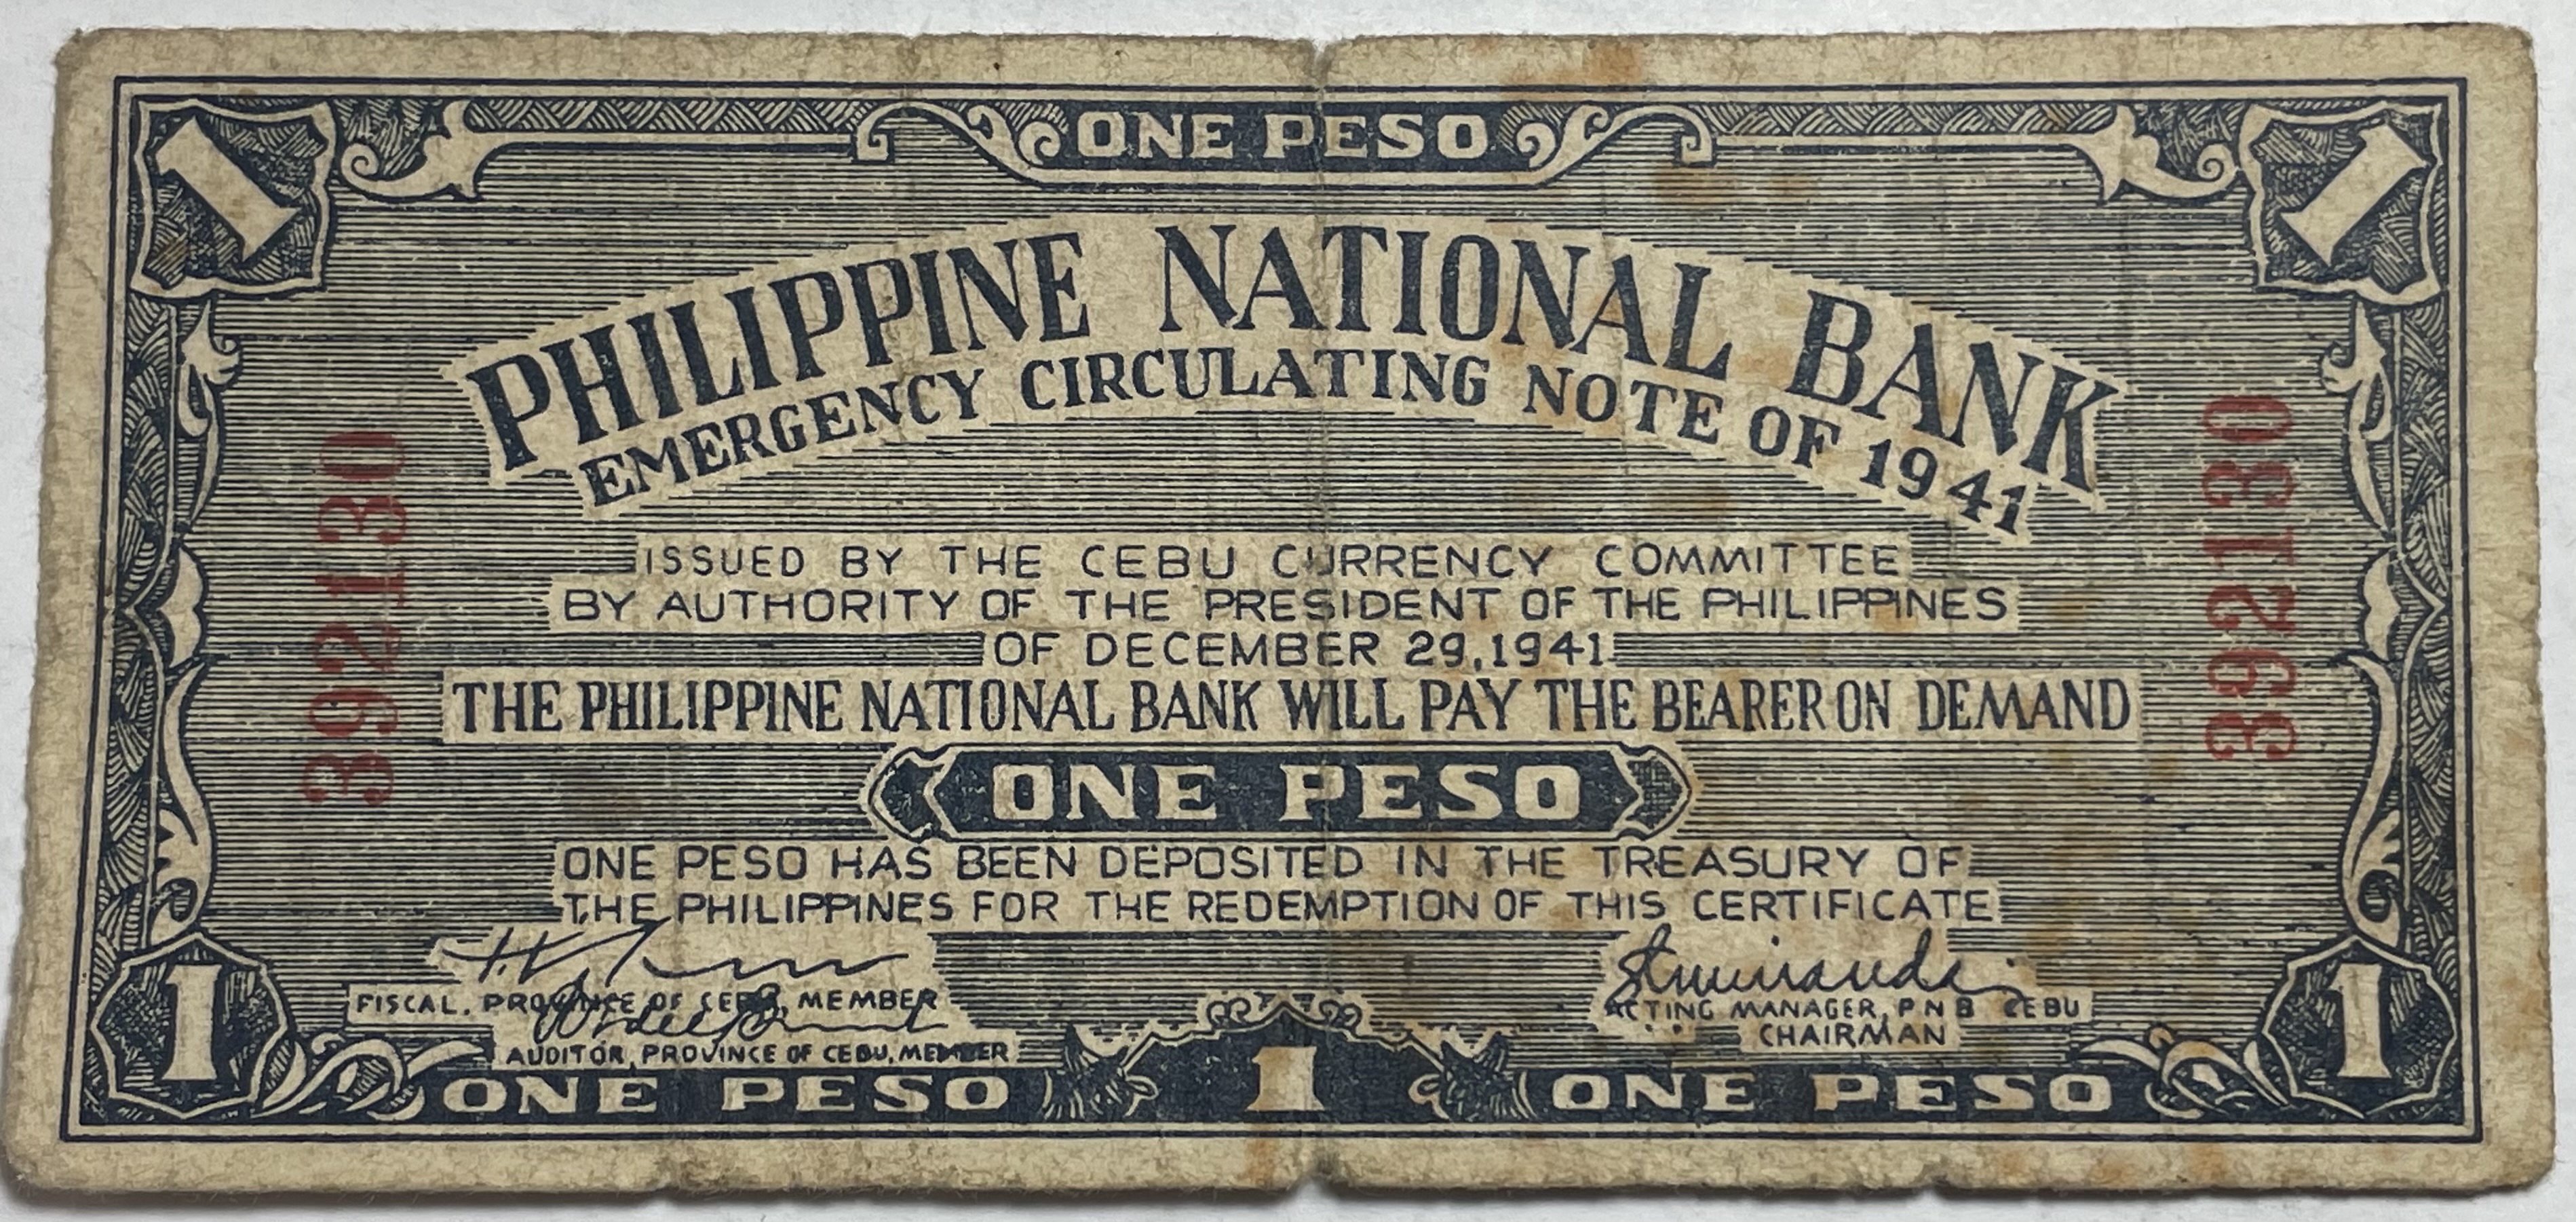 1 ONE PESO 1
PHILIPPINE NATIONAL BANK
EMERGENCY CIRCULATING NOTE OF 1941
392130
392130
ISSUED BY THE CEBU CURRENCY COMMITTEE
BY AUTHORITY OF THE PRESIDENT OF THE PHILIPPINES
OF DECEMBER 29,1941
THE PHILIPPINE NATIONAL BANK WILL PAY THE BEARER ON DEMAND
ONE PESO
ONE PESO HAS BEEN DEPOSITED IN THE TREASURY OF
THE PHILIPPINES FOR THE REDEMPTION OF THIS CERTIFICATE
FISCAL, PROVINCE OF CEBU, MEMBER
AUDITOR, PROVINCE OF CEBU, MEMBER
ACTING MANAGER, P N B CEBU
CHAIRMAN
1 ONE PESO 1 ONE PESO 1